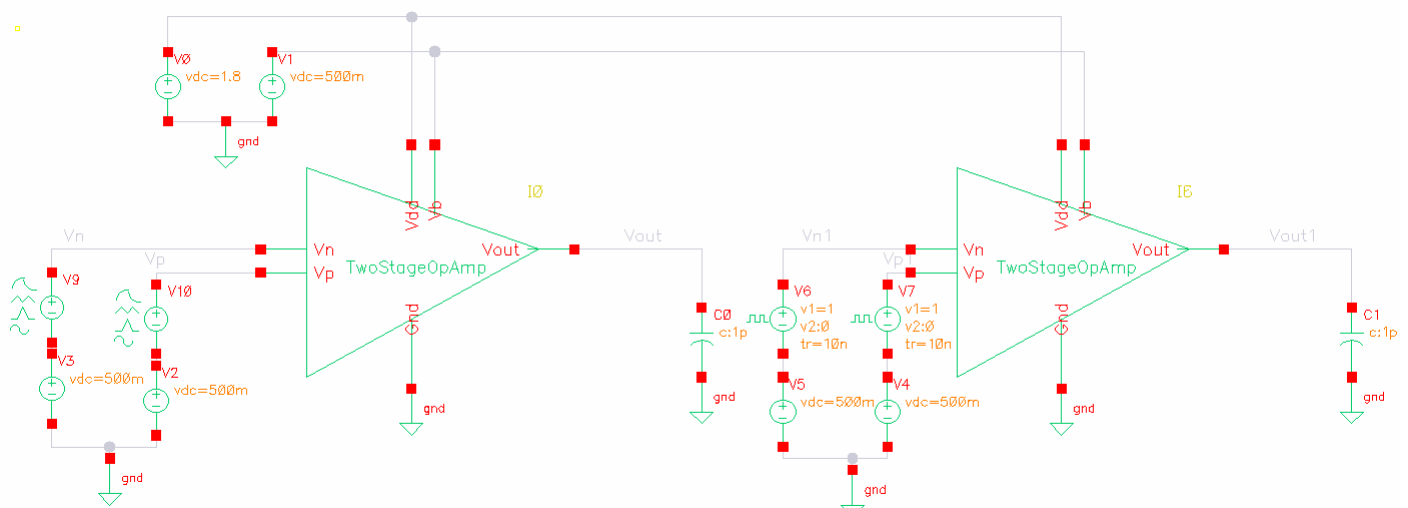 V0
vdc=1.8
V1
vdc=500m
gnd
I0
Vdd
Vb
Vn
Vp
Vn
Vp
TwoStageOpAmp
Vout
Gnd
gnd
Vout
V9
V10
V3
vdc=500m
V2
vdc=500m
gnd
C0
c:1p
gnd
I6
Vdd
Vb
Vn1
Vp1
Vn
Vp
TwoStageOpAmp
Vout
Gnd
gnd
Vout1
V6
v1=1
v2:0
tr=10n
V7
v1=1
v2:0
tr=10n
V5
vdc=500m
V4
vdc=500m
gnd
C1
c:1p
gnd